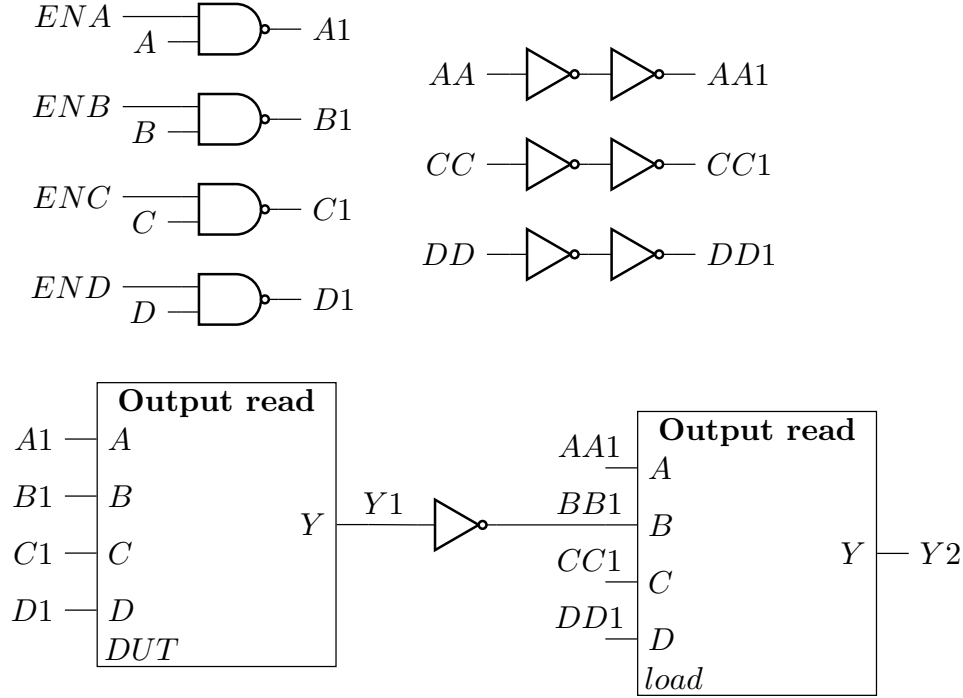 ENA
A
A1
ENB
B
B1
ENC
C
C1
END
D
D1
AA
AA1
CC
CC1
DD
DD1
Output read
A1
A
B1
B
C1
C
D1
D
Y
DUT
Y1
Output read
AA1
A
BB1
B
CC1
C
DD1
D
Y
Y2
load